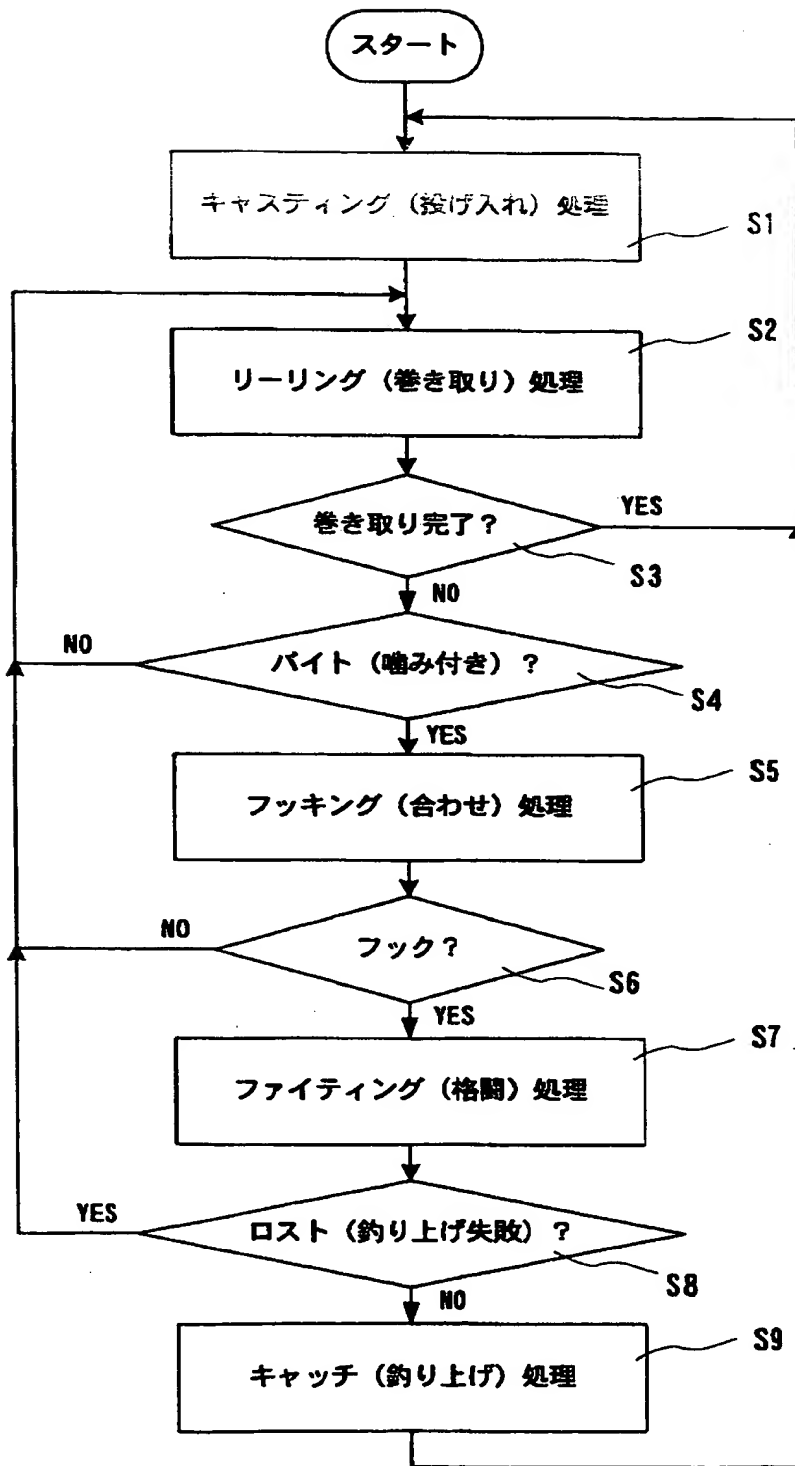 スタート
キャスティング（投げ入れ）処理
S1
S2
リーリング（巻き取り）処理
巻き取り完了？
YES
S3
NO
NO
バイト（噛み付き）？
S4
YES
S5
フッキング（合わせ）処理
NO
フック？
S6
YES
S7
ファイティング（格闘）処理
YES
ロスト（釣り上げ失敗）？
S8
NO
S9
キャッチ（釣り上げ）処理